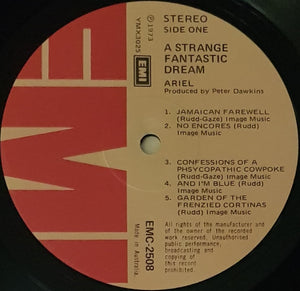 EMI
YMX3025
Ⓟ 1973
EMI
STEREO
SIDE ONE
A STRANGE
FANTASTIC
DREAM
ARIEL
Produced by Peter Dawkins
1. JAMAICAN FAREWELL
(Rudd-Gaze) Image Music
2. NO ENCORES (Rudd)
Image Music
3. CONFESSIONS OF A
PHSYCOPATHIC COWPOKE
(Rudd-Gaze) Image Music
4. AND I'M BLUE (Rudd)
Image Music
5. GARDEN OF THE
FRENZIED CORTINAS
(Rudd) Image Music
EMC-2508
Made in Australia.
All rights of the manufacturer
and of the owner of the
recorded work reserved.
Unauthorised
public performance,
broadcasting and
copying of this
record
prohibited.